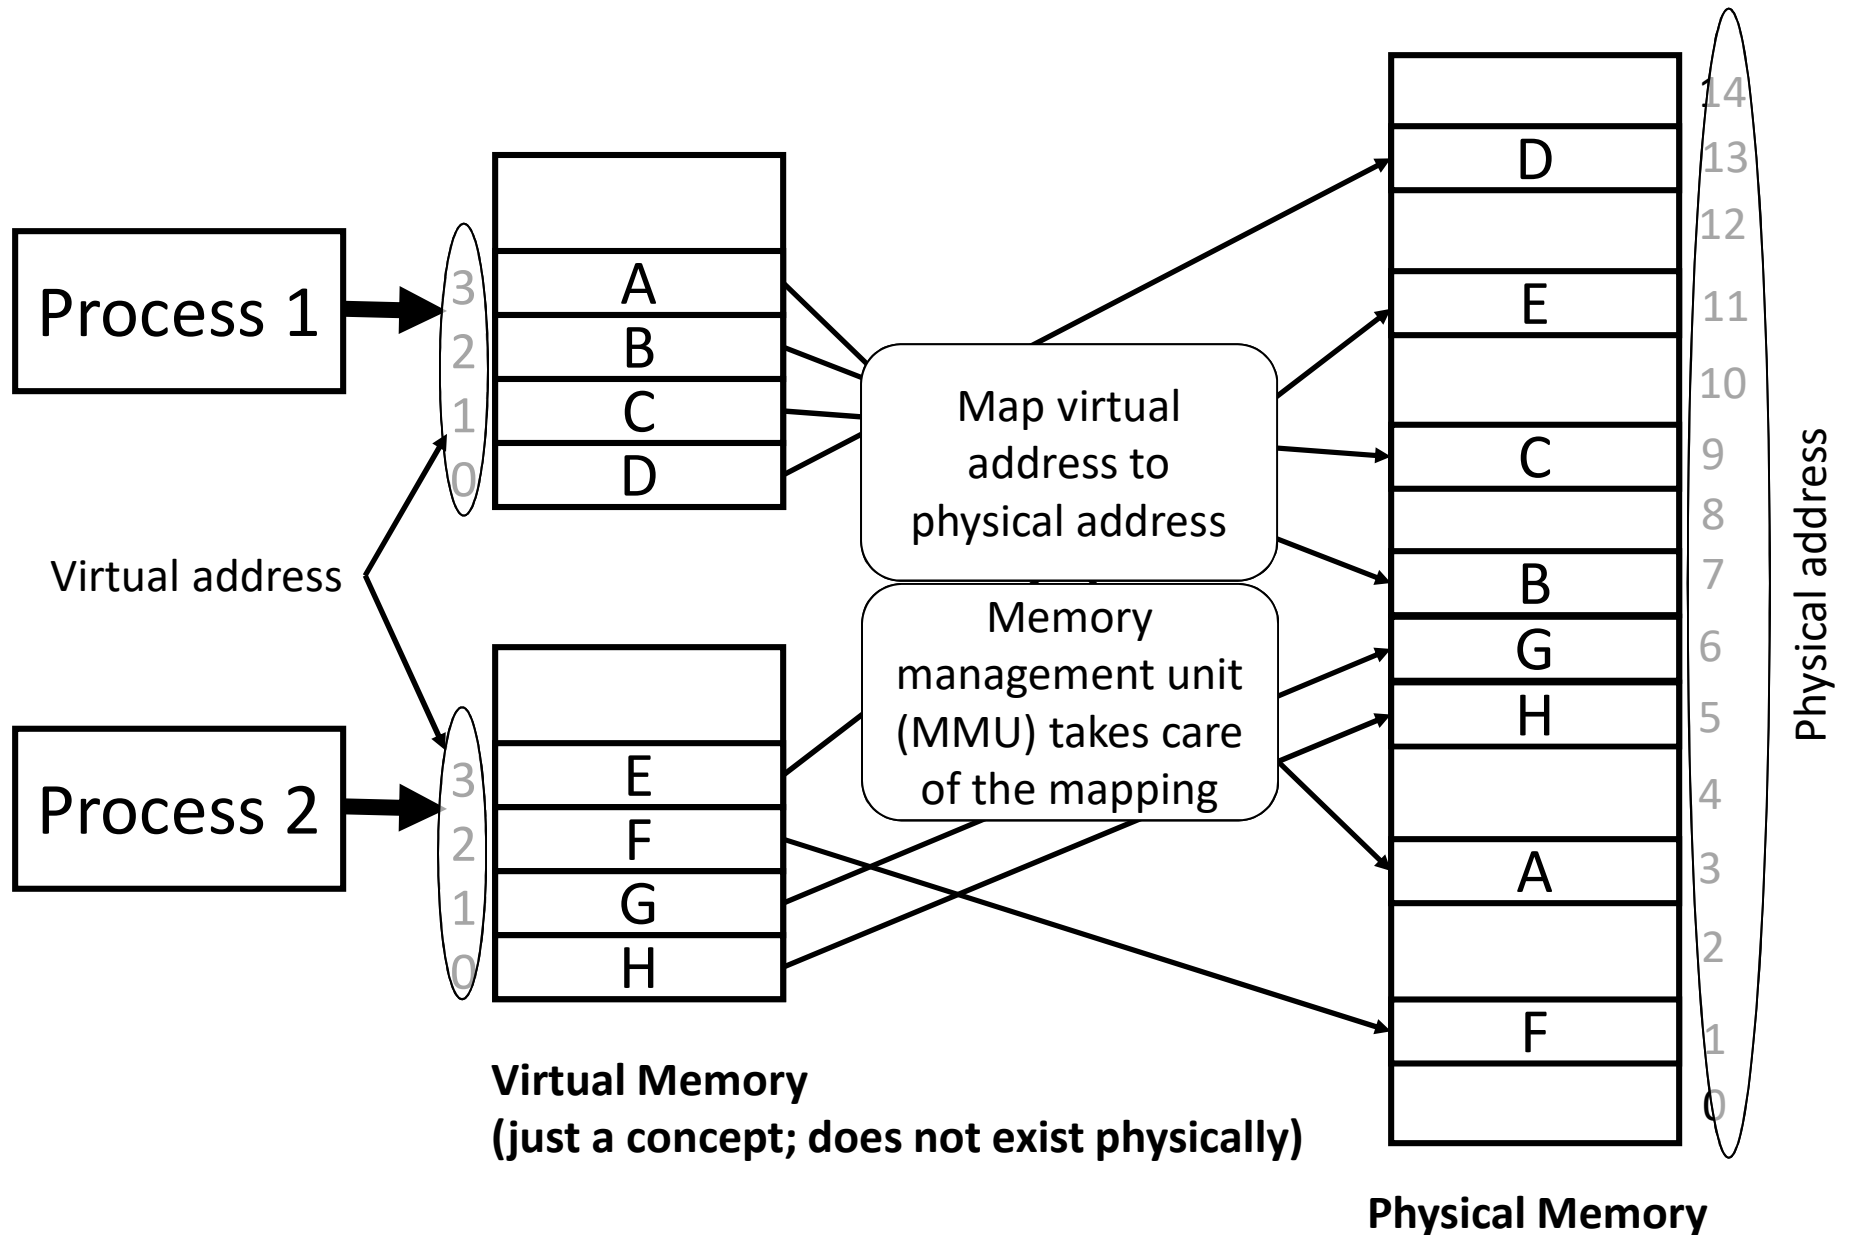 Process 1
3
2
1
0
A
B
C
D
Virtual address
Process 2
3
2
1
0
E
F
G
H
Map virtual
address to
physical address
Memory
management unit
(MMU) takes care
of the mapping
Virtual Memory
(just a concept; does not exist physically)
D
E
C
B
G
H
A
F
14
13
12
11
10
9
8
7
6
5
4
3
2
1
0
Physical address
Physical Memory